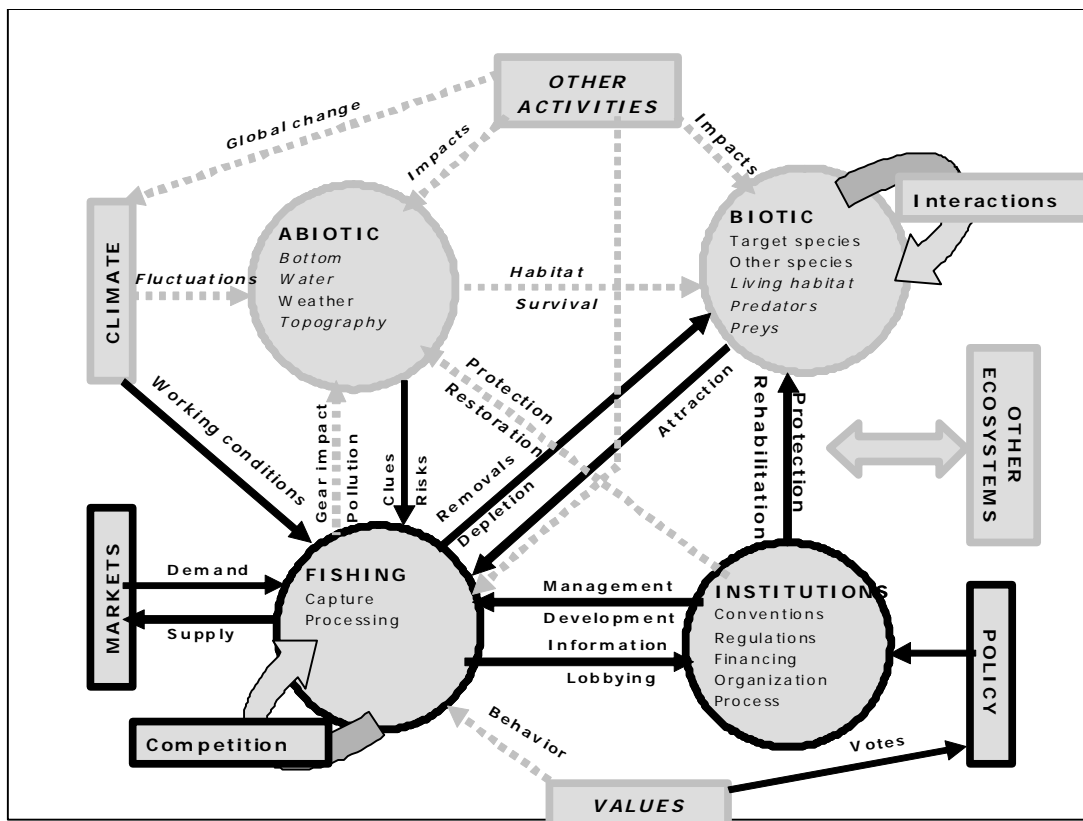 OTHER
ACTIVITIES
Global change
Impacts
Impacts
Interactions
CLIMATE
ABIOTIC
Bottom
Water
Weather
Topography
BIOTIC
Target species
Other species
Living habitat
Predators
Preys
Fluctuations
Habitat
Survival
OTHER
ECOSYSTEMS
Working conditions
Gear impact
Pollution
Clues
Risks
Protection
Restoration
Removals
Depletion
Attraction
Rehabilitation
Protection
MARKETS
Demand
Supply
FISHING
Capture
Processing
Management
Development
Information
Lobbying
INSTITUTIONS
Conventions
Regulations
Financing
Organization
Process
POLICY
Competition
Behavior
Votes
VALUES